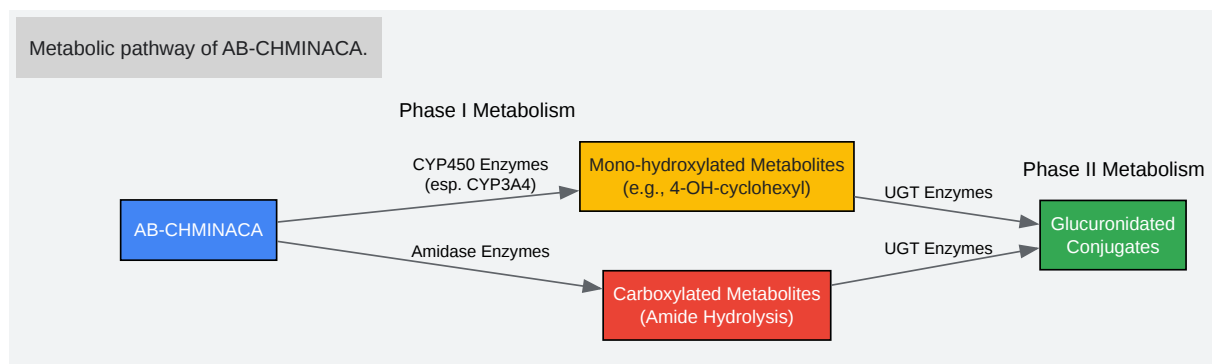 Metabolic pathway of AB-CHMINACA.
Phase I Metabolism
CYP450 Enzymes
(esp. CYP3A4)
Mono-hydroxylated Metabolites
(e.g., 4-OH-cyclohexyl)
Phase II Metabolism
UGT Enzymes
AB-CHMINACA
Glucuronidated
Conjugates
Amidase Enzymes
UGT Enzymes
Carboxylated Metabolites
(Amide Hydrolysis)